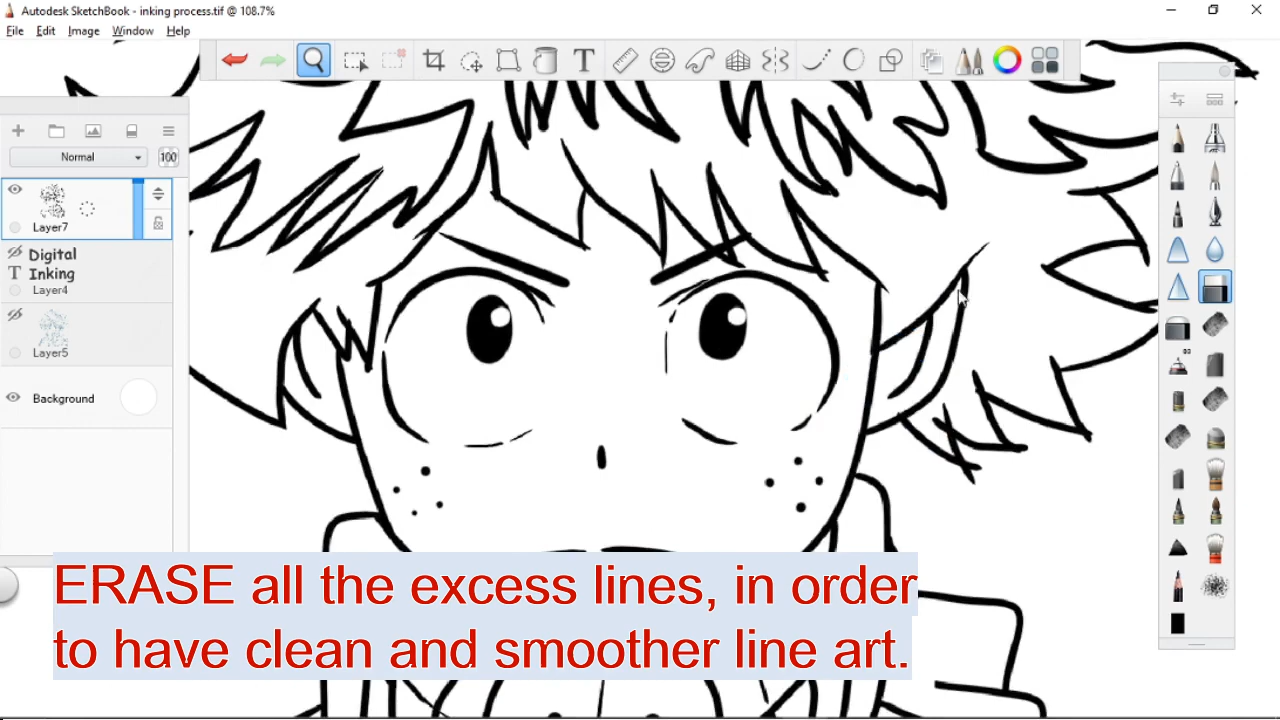 Autodesk SketchBook - inking process.tif @ 108.7%
File Edit Image Window Help
Normal 100
Layer7
Digital
Inking
Layer4
Layer5
Background
ERASE all the excess lines, in order
to have clean and smoother line art.